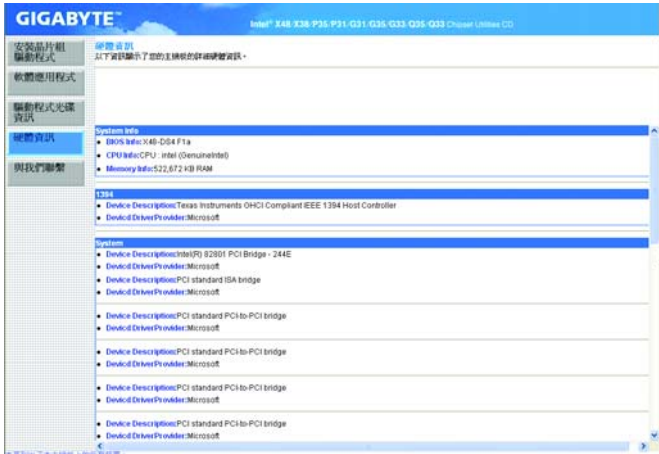 GIGABYTE™
Intel® X48/X38/P35/P31/G31/G35/G33/Q35/Q33 Chipset Utilities CD
安裝晶片組
驅動程式
軟體應用程式
驅動程式光碟
資訊
硬體資訊
與我們聯繫
硬體資訊
以下資訊顯示了您的主機板的詳細硬體資訊。
System Info
BIOS Info:X48-DS4 F1a
CPU Info:CPU : intel (GenuineIntel)
Memory Info:522,672 KB RAM
1394
Device Description:Texas Instruments OHCI Compliant IEEE 1394 Host Controller
Devicd DriverProvider:Microsoft
System
Device Description:Intel(R) 82801 PCI Bridge - 244E
Devicd DriverProvider:Microsoft
Device Description:PCI standard ISA bridge
Devicd DriverProvider:Microsoft
Device Description:PCI standard PCI-to-PCI bridge
Devicd DriverProvider:Microsoft
Device Description:PCI standard PCI-to-PCI bridge
Devicd DriverProvider:Microsoft
Device Description:PCI standard PCI-to-PCI bridge
Devicd DriverProvider:Microsoft
Device Description:PCI standard PCI-to-PCI bridge
Devicd DriverProvider:Microsoft